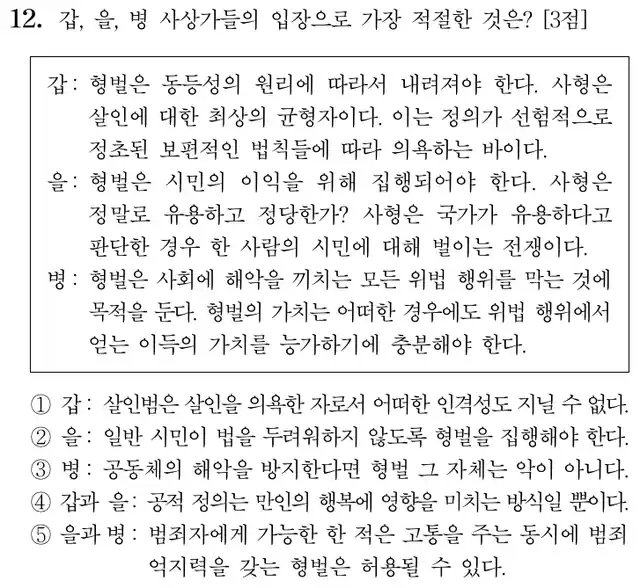 12. 갑, 을, 병 사상가들의 입장으로 가장 적절한 것은? [3점]
갑: 형벌은 동등성의 원리에 따라서 내려져야 한다. 사형은
살인에 대한 최상의 균형자이다. 이는 정의가 선험적으로
정초된 보편적인 법칙들에 따라 의욕하는 바이다.
을: 형벌은 시민의 이익을 위해 집행되어야 한다. 사형은
정말로 유용하고 정당한가? 사형은 국가가 유용하다고
판단한 경우 한 사람의 시민에 대해 벌이는 전쟁이다.
병: 형벌은 사회에 해악을 끼치는 모든 위법 행위를 막는 것에
목적을 둔다. 형벌의 가치는 어떠한 경우에도 위법 행위에서
얻는 이득의 가치를 능가하기에 충분해야 한다.
① 갑: 살인범은 살인을 의욕한 자로서 어떠한 인격성도 지닐 수 없다.
② 을: 일반 시민이 법을 두려워하지 않도록 형벌을 집행해야 한다.
③ 병: 공동체의 해악을 방지한다면 형벌 그 자체는 악이 아니다.
④ 갑과 을: 공적 정의는 만인의 행복에 영향을 미치는 방식일 뿐이다.
⑤ 을과 병: 범죄자에게 가능한 한 적은 고통을 주는 동시에 범죄
억지력을 갖는 형벌은 허용될 수 있다.